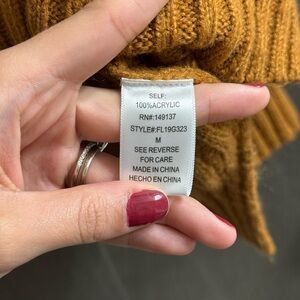 SELF:
100%ACRYLIC
RN#:149137
STYLE#:FL19G323
M
SEE REVERSE
FOR CARE
MADE IN CHINA
HECHO EN CHINA